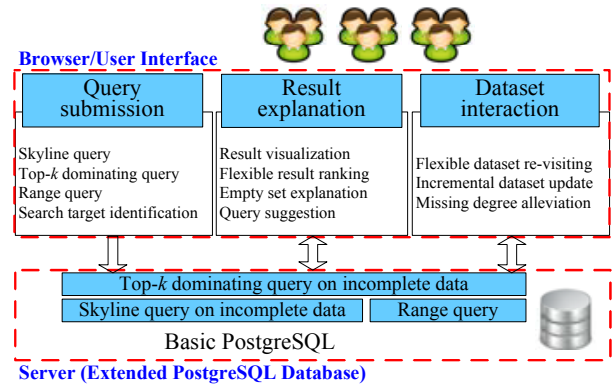 Browser/User Interface
Query
submission
Skyline query
Top-k dominating query
Range query
Search target identification
Result
explanation
Result visualization
Flexible result ranking
Empty set explanation
Query suggestion
Dataset
interaction
Flexible dataset re-visiting
Incremental dataset update
Missing degree alleviation
Top-k dominating query on incomplete data
Skyline query on incomplete data
Range query
Basic PostgreSQL
Server (Extended PostgreSQL Database)